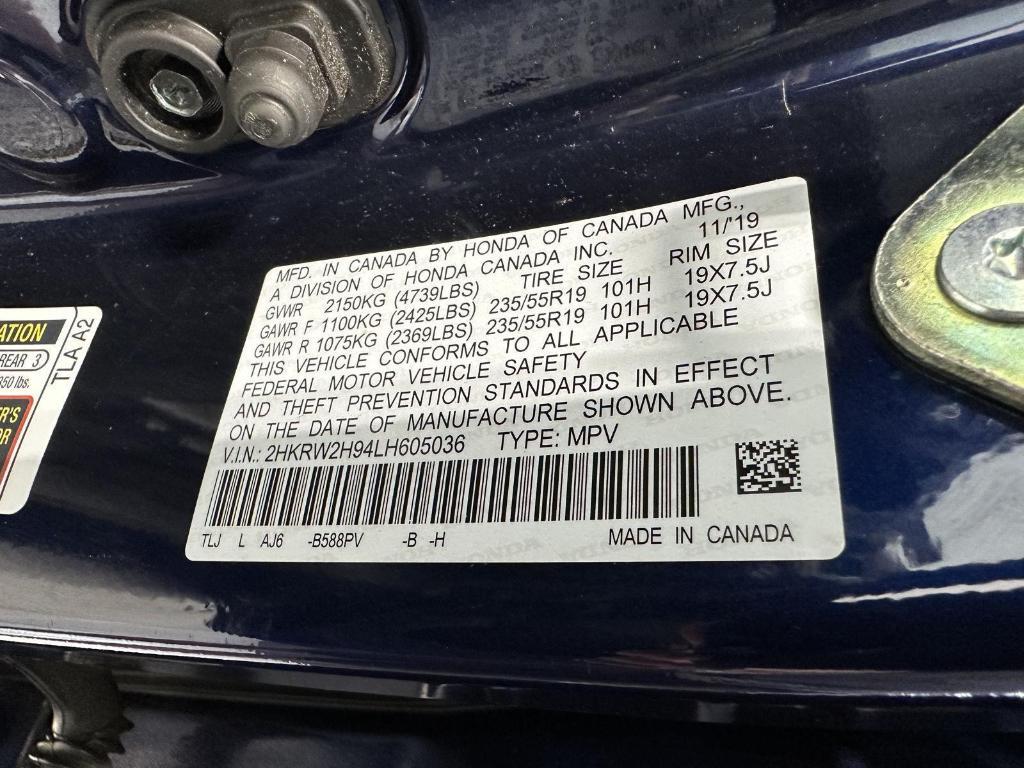 MFD. IN CANADA BY HONDA OF CANADA MFG.,
A DIVISION OF HONDA CANADA INC. 11/'19
GVWR 2150KG (4739LBS) TIRE SIZE RIM SIZE
GAWR F 1100KG (2425LBS) 235/55R19 101H 19X7.5J
GAWR R 1075KG (2369LBS) 235/55R19 101H 19X7.5J
THIS VEHICLE CONFORMS TO ALL APPLICABLE
FEDERAL MOTOR VEHICLE SAFETY
AND THEFT PREVENTION STANDARDS IN EFFECT
ON THE DATE OF MANUFACTURE SHOWN ABOVE.
V.I.N.: 2HKRW2H94LH605036 TYPE: MPV
TLJ L AJ6 -B588PV -B -H MADE IN CANADA
REAR 3
TLA A2